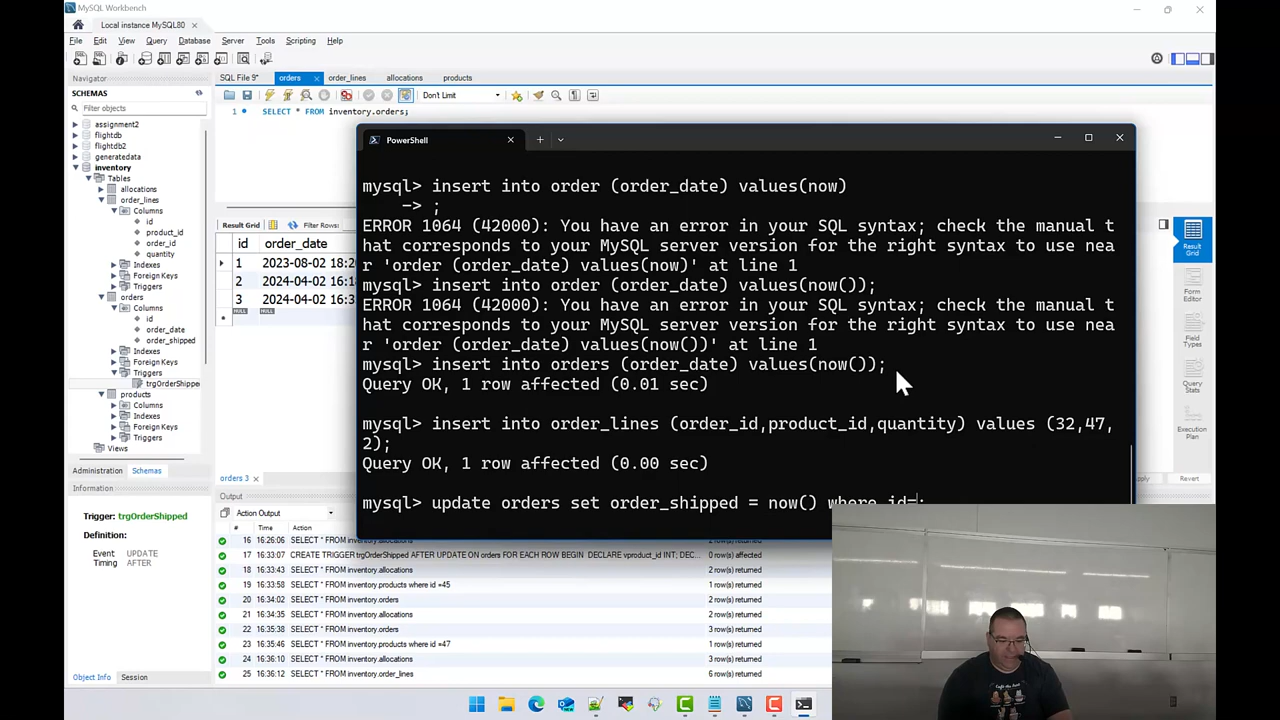 MySQL Workbench
Local instance MySQL80 ×
File Edit View Query Database Server Tools Scripting Help
Navigator
SCHEMAS
Filter objects
assignment2
flightdb
flightdb2
generatedata
inventory
Tables
allocations
order_lines
Columns
id
product_id
order_id
quantity
Indexes
Foreign Keys
Triggers
orders
Columns
id
order_date
order_shipped
Indexes
Foreign Keys
Triggers
trgOrderShipped
products
Columns
Indexes
Foreign Keys
Triggers
Views
Administration Schemas
Information
Trigger: trgOrderShipped
Definition:
Event UPDATE
Timing AFTER
Object Info Session
SQL File 9* orders × order_lines allocations products
Don't Limit
1 SELECT * FROM inventory.orders;
Result Grid Filter Rows:
id order_date
1 2023-08-02 18:2
2 2024-04-02 16:1
3 2024-04-02 16:3
NULL NULL
PowerShell
mysql> insert into order (order_date) values(now)
-> ;
ERROR 1064 (42000): You have an error in your SQL syntax; check the manual t
hat corresponds to your MySQL server version for the right syntax to use nea
r 'order (order_date) values(now)' at line 1
mysql> insert into order (order_date) values(now());
ERROR 1064 (42000): You have an error in your SQL syntax; check the manual t
hat corresponds to your MySQL server version for the right syntax to use nea
r 'order (order_date) values(now())' at line 1
mysql> insert into orders (order_date) values(now());
Query OK, 1 row affected (0.01 sec)
mysql> insert into order_lines (order_id,product_id,quantity) values (32,47,
2);
Query OK, 1 row affected (0.00 sec)
mysql> update orders set order_shipped = now() where id=;
Result
Grid
Form
Editor
Field
Types
Query
Stats
Execution
Plan
Revert
orders 3 ×
Output
Action Output
# Time Action
16 16:26:06 SELECT * FROM inventory.allocations
17 16:33:07 CREATE TRIGGER trgOrderShipped AFTER UPDATE ON orders FOR EACH ROW BEGIN DECLARE vproduct_id INT; DEC... 0 row(s) affected
18 16:33:43 SELECT * FROM inventory.allocations 2 row(s) returned
19 16:33:58 SELECT * FROM inventory.products where id =45 1 row(s) returned
20 16:34:02 SELECT * FROM inventory.orders 2 row(s) returned
21 16:34:35 SELECT * FROM inventory.allocations 2 row(s) returned
22 16:35:38 SELECT * FROM inventory.orders 3 row(s) returned
23 16:35:46 SELECT * FROM inventory.products where id =47 1 row(s) returned
24 16:36:10 SELECT * FROM inventory.allocations 2 row(s) returned
25 16:36:12 SELECT * FROM inventory.order_lines 6 row(s) returned